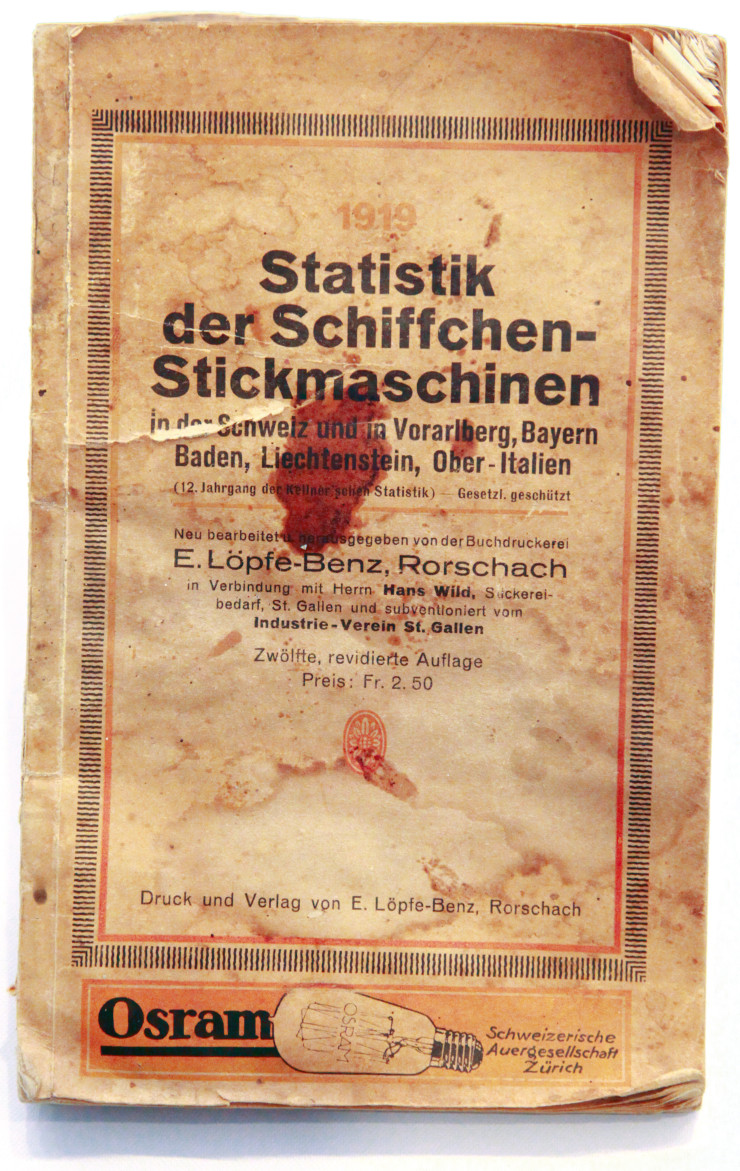 1919
Statistik
der Schiffchen-
Stickmaschinen
in der Schweiz und in Vorarlberg, Bayern
Baden, Liechtenstein, Ober-Italien
(12. Jahrgang der Kellner'schen Statistik) — Gesetzl. geschützt
Neu bearbeitet u. herausgegeben von der Buchdruckerei
E. Löpfe-Benz, Rorschach
in Verbindung mit Herrn Hans Wild, Stickerei-
bedarf, St. Gallen und subventioniert vom
Industrie-Verein St. Gallen
Zwölfte, revidierte Auflage
Preis: Fr. 2.50
Druck und Verlag von E. Löpfe-Benz, Rorschach
Osram
OSRAM
Schweizerische
Auergesellschaft
Zürich